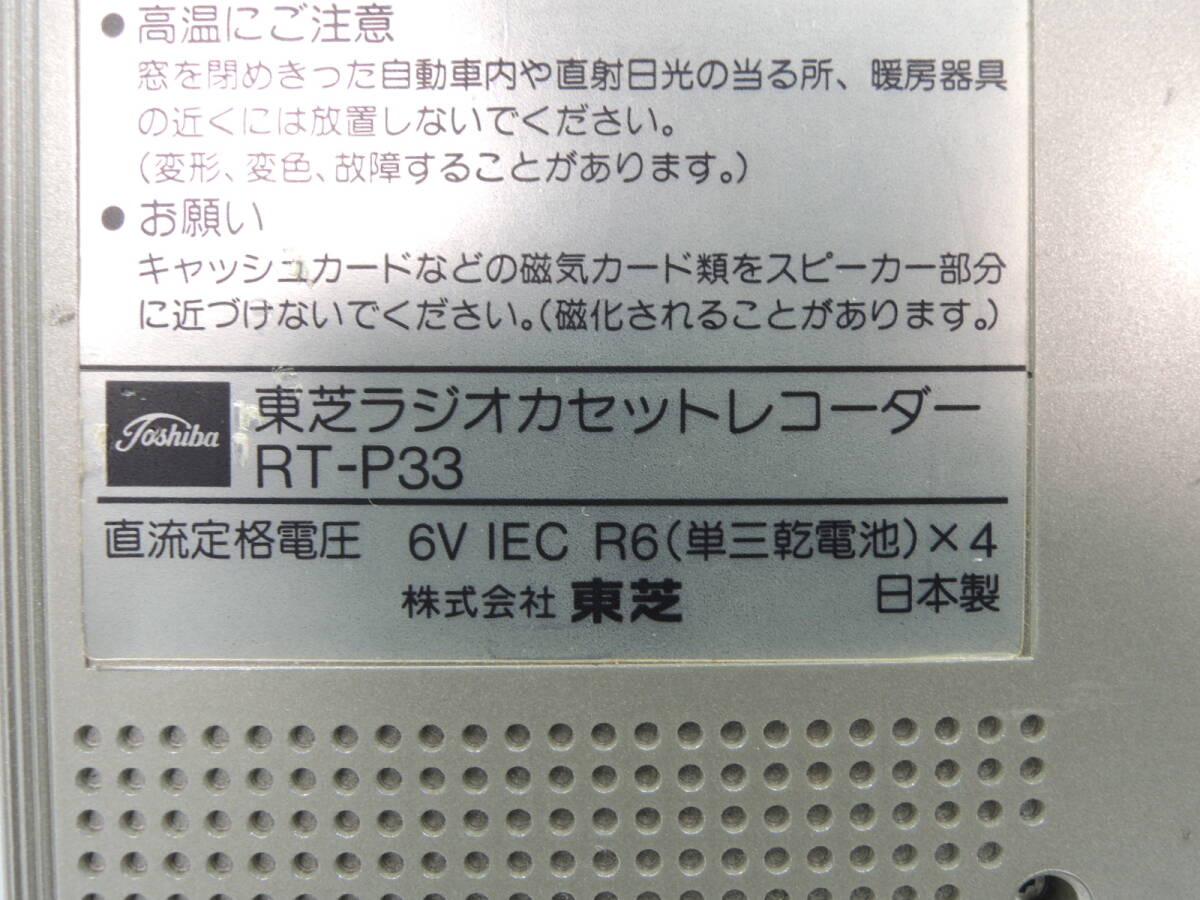 ● 高温にご注意
窓を閉めきった自動車内や直射日光の当る所、暖房器具
の近くには放置しないでください。
(変形、変色、故障することがあります。)
● お願い
キャッシュカードなどの磁気カード類をスピーカー部分
に近づけないでください。(磁化されることがあります。)
Toshiba 東芝ラジオカセットレコーダー
RT-P33
直流定格電圧 6V IEC R6(単三乾電池)×4
株式会社 東芝 日本製